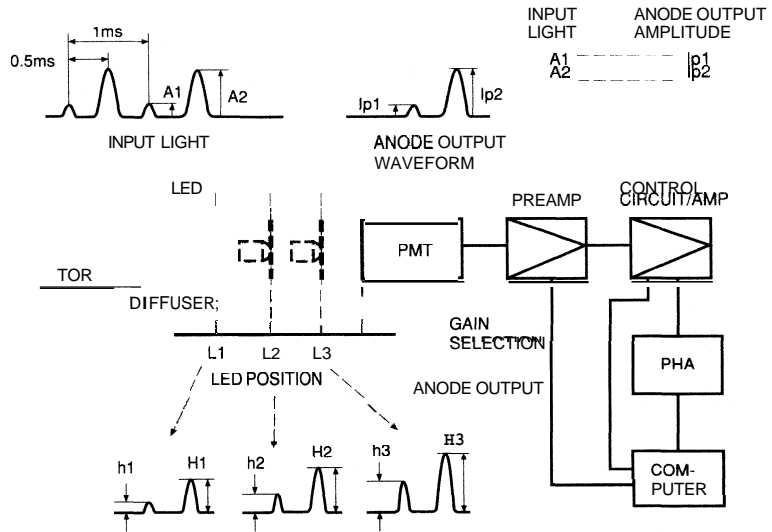 INPUT LIGHT
ANODE OUTPUT AMPLITUDE
A1 Ip1
A2 Ip2
1ms
0.5ms
A1
A2
Ip1
Ip2
INPUT LIGHT
ANODE OUTPUT
WAVEFORM
LED
PREAMP
CONTROL
CIRCUIT/AMP
PMT
TOR
DIFFUSER;
L1 L2 L3
LED POSITION
GAIN
SELECTION
ANODE OUTPUT
PHA
h1
H1
h2
H2
h3
H3
COM-
PUTER